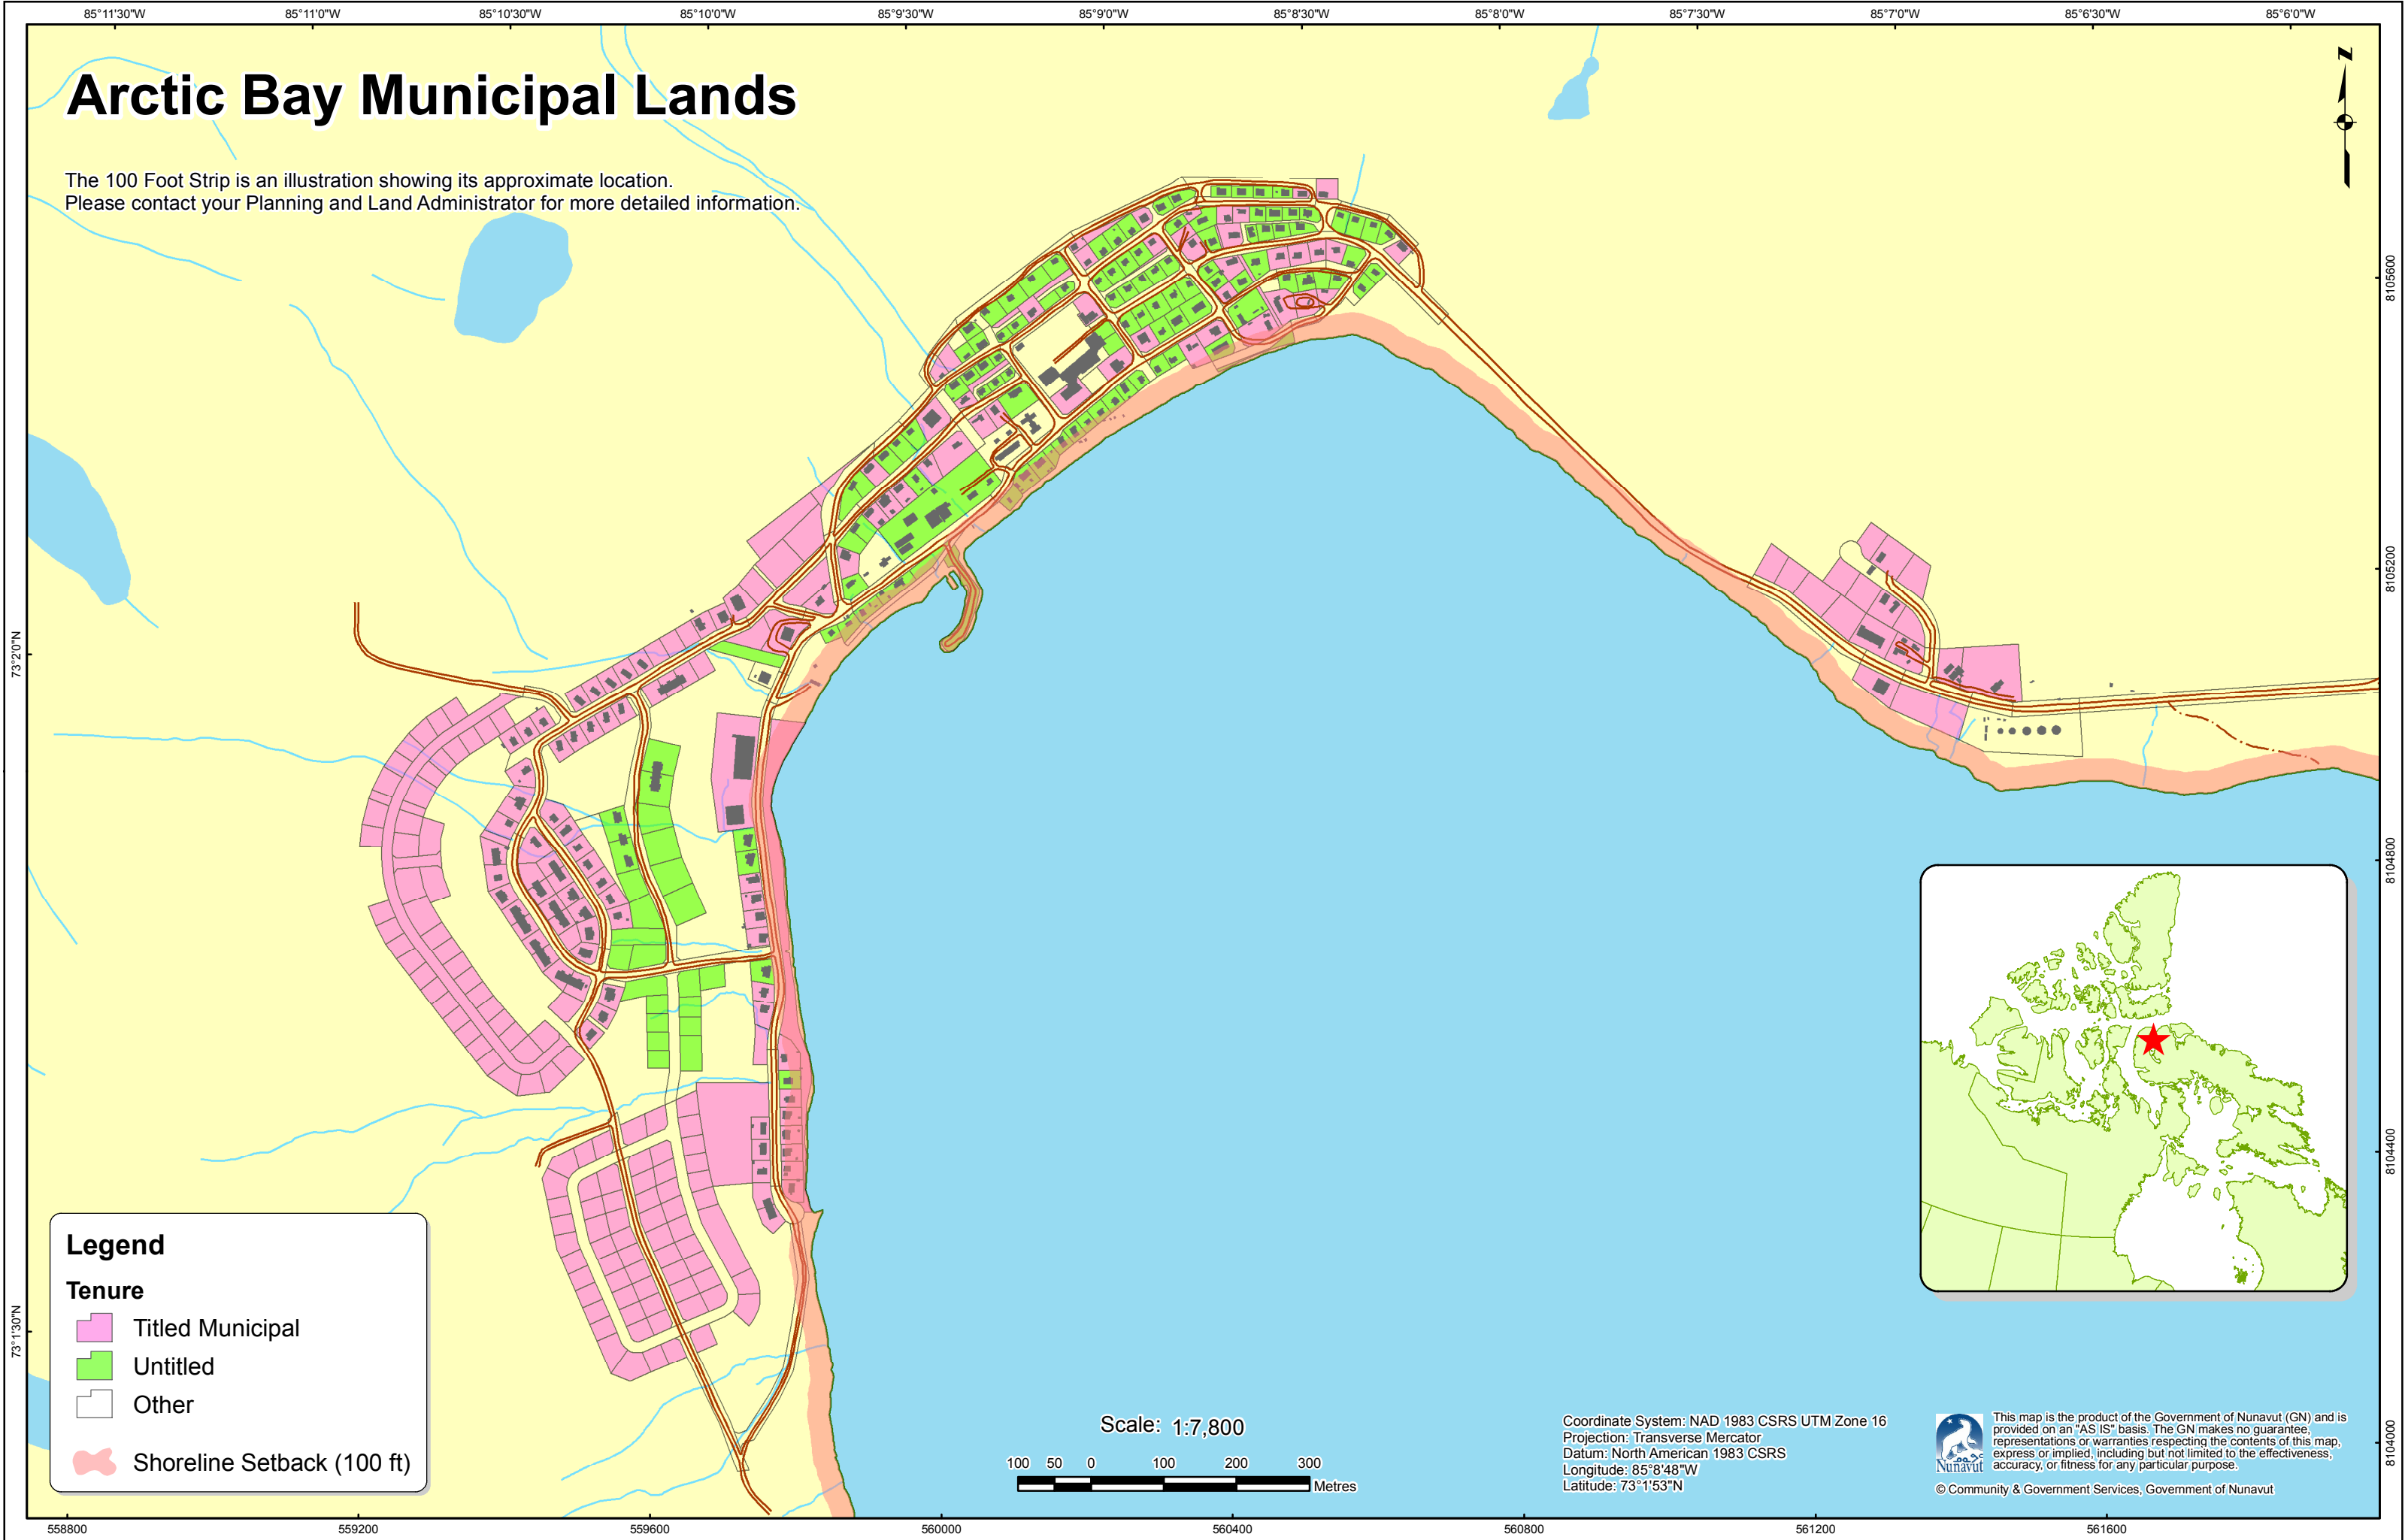 85°11'30"W 85°11'0"W 85°10'30"W 85°10'0"W 85°9'30"W 85°9'0"W 85°8'30"W 85°8'0"W 85°7'30"W 85°7'0"W 85°6'30"W 85°6'0"W
Arctic Bay Municipal Lands
The 100 Foot Strip is an illustration showing its approximate location.
Please contact your Planning and Land Administrator for more detailed information.
N
8105600
8105200
73°2'0"N
8104800
8104400
73°1'30"N
8104000
Legend
Tenure
Titled Municipal
Untitled
Other
Shoreline Setback (100 ft)
Scale: 1:7,800
100 50 0 100 200 300
Metres
Coordinate System: NAD 1983 CSRS UTM Zone 16
Projection: Transverse Mercator
Datum: North American 1983 CSRS
Longitude: 85°8'48"W
Latitude: 73°1'53"N
Nunavut
This map is the product of the Government of Nunavut (GN) and is
provided on an "AS IS" basis. The GN makes no guarantee,
representations or warranties respecting the contents of this map,
express or implied, including but not limited to the effectiveness,
accuracy, or fitness for any particular purpose.
© Community & Government Services, Government of Nunavut
558800 559200 559600 560000 560400 560800 561200 561600